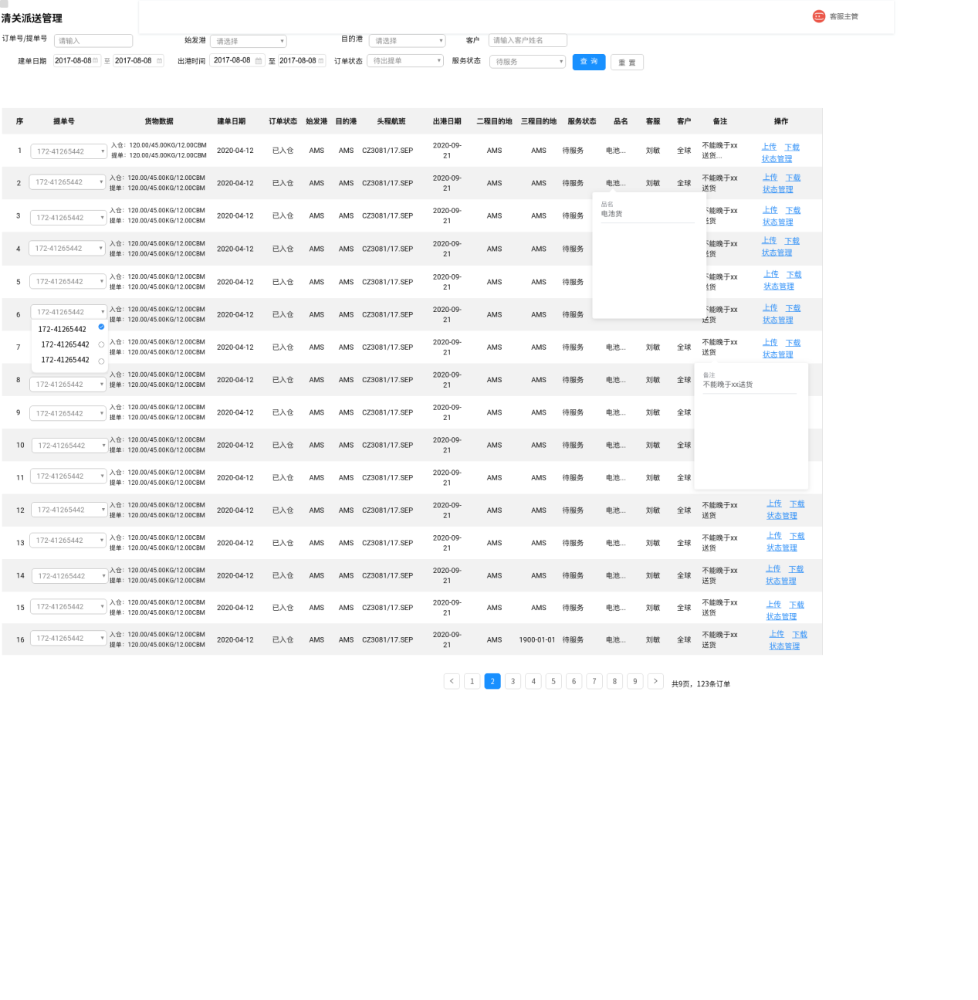 客服主管
清关派送管理
订单号/提单号 请输入 始发港 请选择 目的港 请选择 客户 请输入客户姓名
建单日期 2017-08-08 至 2017-08-08 出港时间 2017-08-08 至 2017-08-08 订单状态 待出提单 服务状态 待服务 查 询 重 置
序 提单号 货物数据 建单日期 订单状态 始发港 目的港 头程航班 出港日期 二程目的地 三程目的地 服务状态 品名 客服 客户 备注 操作
1 172-41265442 入仓：120.00/45.00KG/12.00CBM 2020-04-12 已入仓 AMS AMS CZ3081/17.SEP 2020-09- AMS AMS 待服务 电池... 刘敏 全球 不能晚于xx 上传 下载
提单：120.00/45.00KG/12.00CBM 21 送货... 状态管理
2 172-41265442 入仓：120.00/45.00KG/12.00CBM 2020-04-12 已入仓 AMS AMS CZ3081/17.SEP 2020-09- AMS AMS 待服务 电池... 刘敏 全球 不能晚于xx 上传 下载
提单：120.00/45.00KG/12.00CBM 21 送货 状态管理
品名
电池货
3 172-41265442 入仓：120.00/45.00KG/12.00CBM 2020-04-12 已入仓 AMS AMS CZ3081/17.SEP 2020-09- AMS AMS 待服务 不能晚于xx 上传 下载
提单：120.00/45.00KG/12.00CBM 21 送货 状态管理
4 172-41265442 入仓：120.00/45.00KG/12.00CBM 2020-04-12 已入仓 AMS AMS CZ3081/17.SEP 2020-09- AMS AMS 待服务 不能晚于xx 上传 下载
提单：120.00/45.00KG/12.00CBM 21 送货 状态管理
5 172-41265442 入仓：120.00/45.00KG/12.00CBM 2020-04-12 已入仓 AMS AMS CZ3081/17.SEP 2020-09- AMS AMS 待服务 不能晚于xx 上传 下载
提单：120.00/45.00KG/12.00CBM 21 送货 状态管理
6 172-41265442 入仓：120.00/45.00KG/12.00CBM 2020-04-12 已入仓 AMS AMS CZ3081/17.SEP 2020-09- AMS AMS 待服务 不能晚于xx 上传 下载
提单：120.00/45.00KG/12.00CBM 21 送货 状态管理
172-41265442
172-41265442
172-41265442
7 入仓：120.00/45.00KG/12.00CBM 2020-04-12 已入仓 AMS AMS CZ3081/17.SEP 2020-09- AMS AMS 待服务 电池... 刘敏 全球 不能晚于xx 上传 下载
提单：120.00/45.00KG/12.00CBM 21 送货 状态管理
8 172-41265442 入仓：120.00/45.00KG/12.00CBM 2020-04-12 已入仓 AMS AMS CZ3081/17.SEP 2020-09- AMS AMS 待服务 电池... 刘敏 全球
提单：120.00/45.00KG/12.00CBM 21
备注
不能晚于xx送货
9 172-41265442 入仓：120.00/45.00KG/12.00CBM 2020-04-12 已入仓 AMS AMS CZ3081/17.SEP 2020-09- AMS AMS 待服务 电池... 刘敏 全球
提单：120.00/45.00KG/12.00CBM 21
10 172-41265442 入仓：120.00/45.00KG/12.00CBM 2020-04-12 已入仓 AMS AMS CZ3081/17.SEP 2020-09- AMS AMS 待服务 电池... 刘敏 全球
提单：120.00/45.00KG/12.00CBM 21
11 172-41265442 入仓：120.00/45.00KG/12.00CBM 2020-04-12 已入仓 AMS AMS CZ3081/17.SEP 2020-09- AMS AMS 待服务 电池... 刘敏 全球
提单：120.00/45.00KG/12.00CBM 21
12 172-41265442 入仓：120.00/45.00KG/12.00CBM 2020-04-12 已入仓 AMS AMS CZ3081/17.SEP 2020-09- AMS AMS 待服务 电池... 刘敏 全球 不能晚于xx 上传 下载
提单：120.00/45.00KG/12.00CBM 21 送货 状态管理
13 172-41265442 入仓：120.00/45.00KG/12.00CBM 2020-04-12 已入仓 AMS AMS CZ3081/17.SEP 2020-09- AMS AMS 待服务 电池... 刘敏 全球 不能晚于xx 上传 下载
提单：120.00/45.00KG/12.00CBM 21 送货 状态管理
14 172-41265442 入仓：120.00/45.00KG/12.00CBM 2020-04-12 已入仓 AMS AMS CZ3081/17.SEP 2020-09- AMS AMS 待服务 电池... 刘敏 全球 不能晚于xx 上传 下载
提单：120.00/45.00KG/12.00CBM 21 送货 状态管理
15 172-41265442 入仓：120.00/45.00KG/12.00CBM 2020-04-12 已入仓 AMS AMS CZ3081/17.SEP 2020-09- AMS AMS 待服务 电池... 刘敏 全球 不能晚于xx 上传 下载
提单：120.00/45.00KG/12.00CBM 21 送货 状态管理
16 172-41265442 入仓：120.00/45.00KG/12.00CBM 2020-04-12 已入仓 AMS AMS CZ3081/17.SEP 2020-09- AMS 1900-01-01 待服务 电池... 刘敏 全球 不能晚于xx 上传 下载
提单：120.00/45.00KG/12.00CBM 21 送货 状态管理
< 1 2 3 4 5 6 7 8 9 > 共9页，123条订单